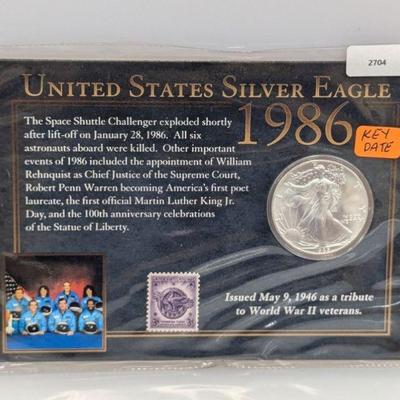 2704
UNITED STATES SILVER EAGLE
1986
The Space Shuttle Challenger exploded shortly
after lift-off on January 28, 1986. All six
astronauts aboard were killed. Other important
events of 1986 included the appointment of William
Rehnquist as Chief Justice of the Supreme Court,
Robert Penn Warren becoming America's first poet
laureate, the first official Martin Luther King Jr.
Day, and the 100th anniversary celebrations
of the Statue of Liberty.
KEY
DATE
Issued May 9, 1946 as a tribute
to World War II veterans.